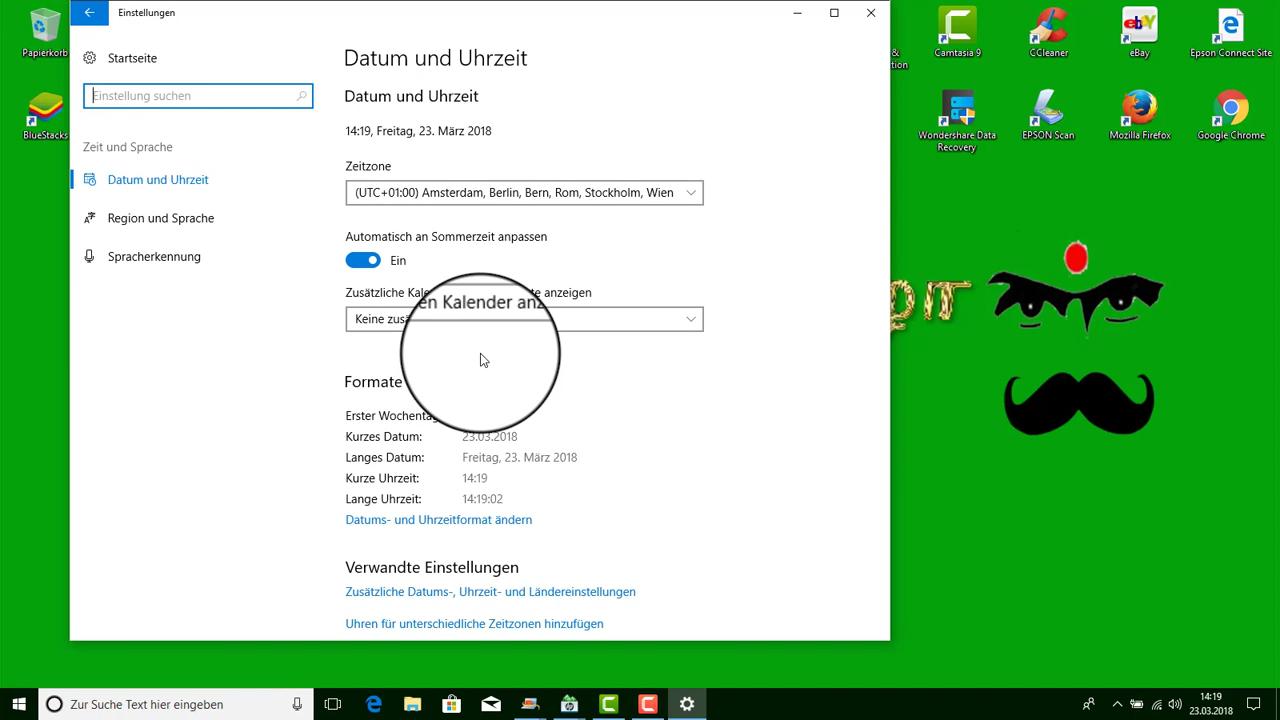 Papierkorb
BlueStacks
Einstellungen
Startseite
Einstellung suchen
Zeit und Sprache
Datum und Uhrzeit
Region und Sprache
Spracherkennung
Datum und Uhrzeit
Datum und Uhrzeit
14:19, Freitag, 23. März 2018
Zeitzone
(UTC+01:00) Amsterdam, Berlin, Bern, Rom, Stockholm, Wien
Automatisch an Sommerzeit anpassen
Ein
Zusätzliche anzeigen
en Kalender
Keine
Formate
Erster
Kurzes Datum: 23.03.2018
Langes Datum: Freitag, 23. März 2018
Kurze Uhrzeit: 14:19
Lange Uhrzeit: 14:19:02
Datums- und Uhrzeitformat ändern
Verwandte Einstellungen
Zusätzliche Datums-, Uhrzeit- und Ländereinstellungen
Uhren für unterschiedliche Zeitzonen hinzufügen
&
Camtasia 9
CCleaner
ebY
eBay
Epson Connect Site
Wondershare Data
Recovery
EPSON Scan
Mozilla Firefox
Google Chrome
Zur Suche Text hier eingeben
14:19
23.03.2018